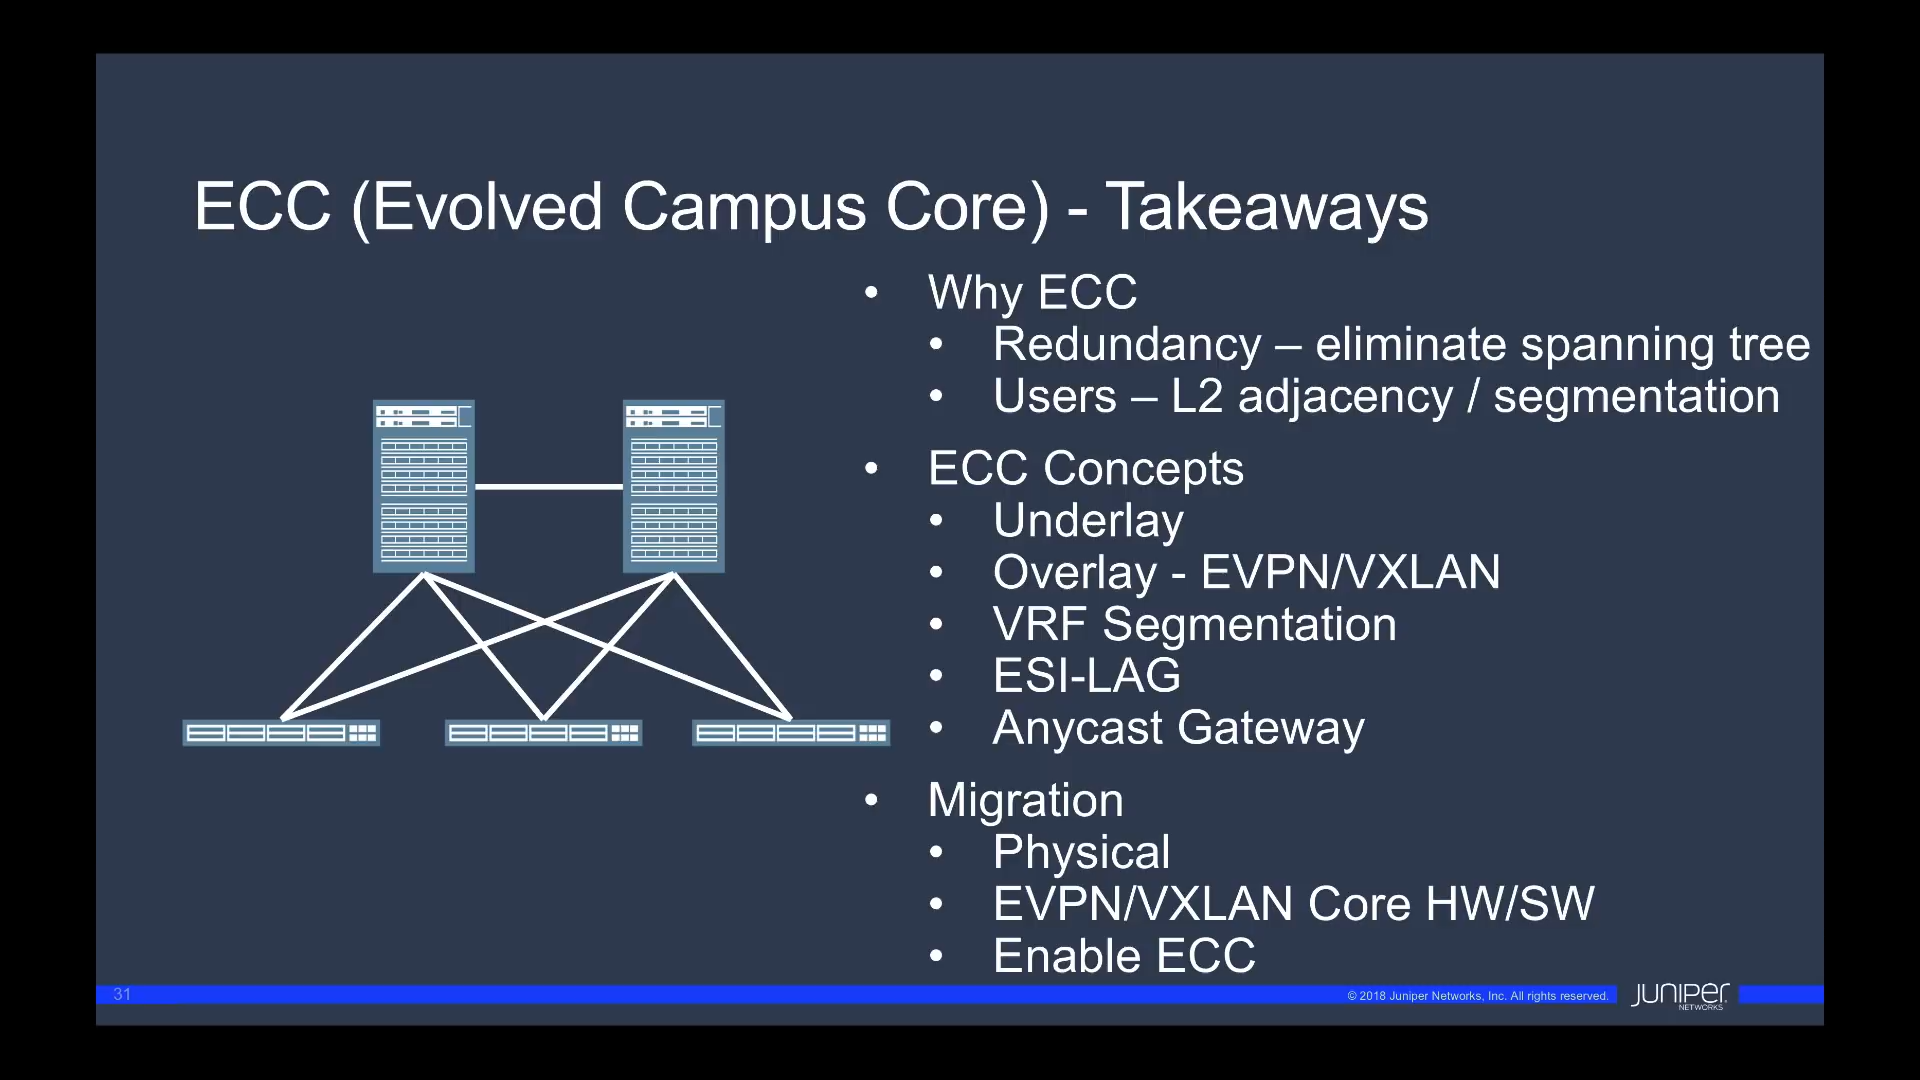 ECC (Evolved Campus Core) - Takeaways
• Why ECC
• Redundancy – eliminate spanning tree
• Users – L2 adjacency / segmentation
• ECC Concepts
• Underlay
• Overlay - EVPN/VXLAN
• VRF Segmentation
• ESI-LAG
• Anycast Gateway
• Migration
• Physical
• EVPN/VXLAN Core HW/SW
• Enable ECC
31
© 2018 Juniper Networks, Inc. All rights reserved.
JUNIPER
NETWORKS